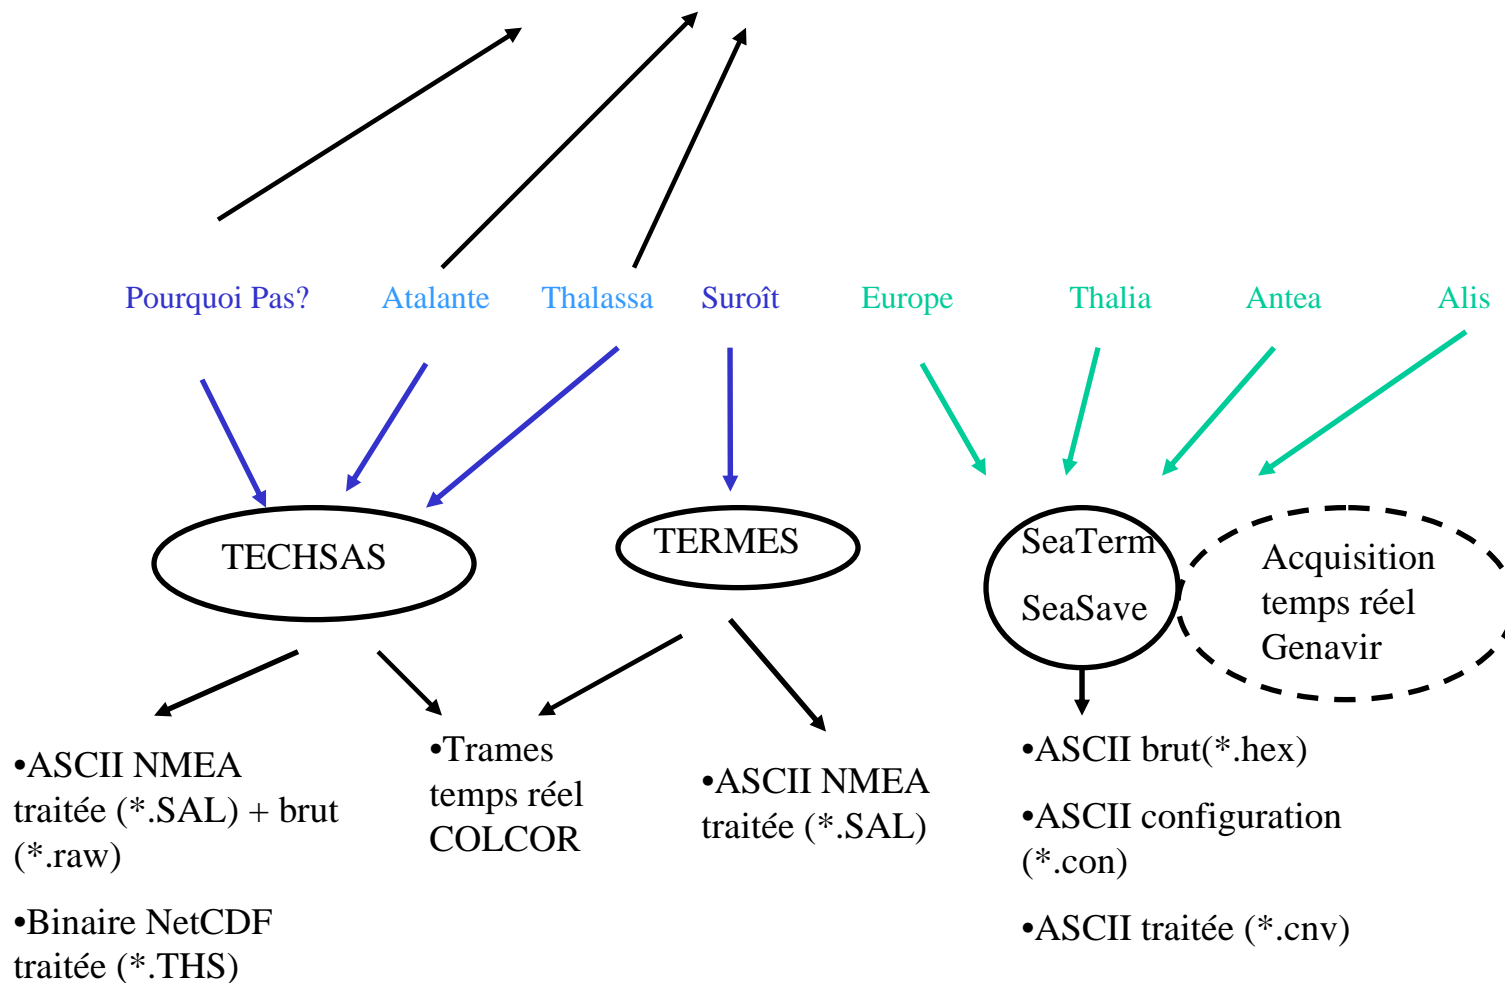 Pourquoi Pas? Atalante Thalassa Suroît Europe Thalia Antea Alis
TECHSAS
TERMES
SeaTerm
SeaSave
Acquisition
temps réel
Genavir
•ASCII NMEA
traitée (*.SAL) + brut
(*.raw)
•Binaire NetCDF
traitée (*.THS)
•Trames
temps réel
COLCOR
•ASCII NMEA
traitée (*.SAL)
•ASCII brut(*.hex)
•ASCII configuration
(*.con)
•ASCII traitée (*.cnv)